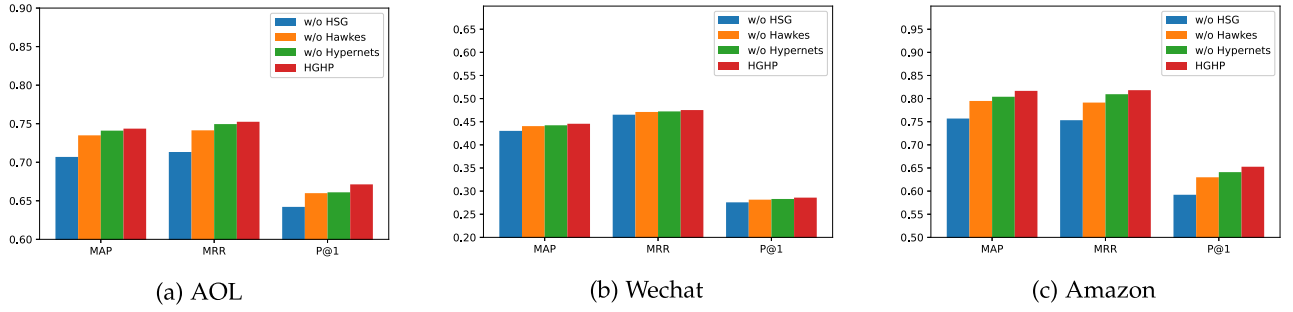 0.90
0.85
0.80
0.75
0.70
0.65
0.60
MAP
MRR
P@1
w/o HSG
w/o Hawkes
w/o Hypernets
HGHP
(a) AOL
0.65
0.60
0.55
0.50
0.45
0.40
0.35
0.30
0.25
0.20
MAP
MRR
P@1
w/o HSG
w/o Hawkes
w/o Hypernets
HGHP
(b) Wechat
0.95
0.90
0.85
0.80
0.75
0.70
0.65
0.60
0.55
0.50
MAP
MRR
P@1
w/o HSG
w/o Hawkes
w/o Hypernets
HGHP
(c) Amazon